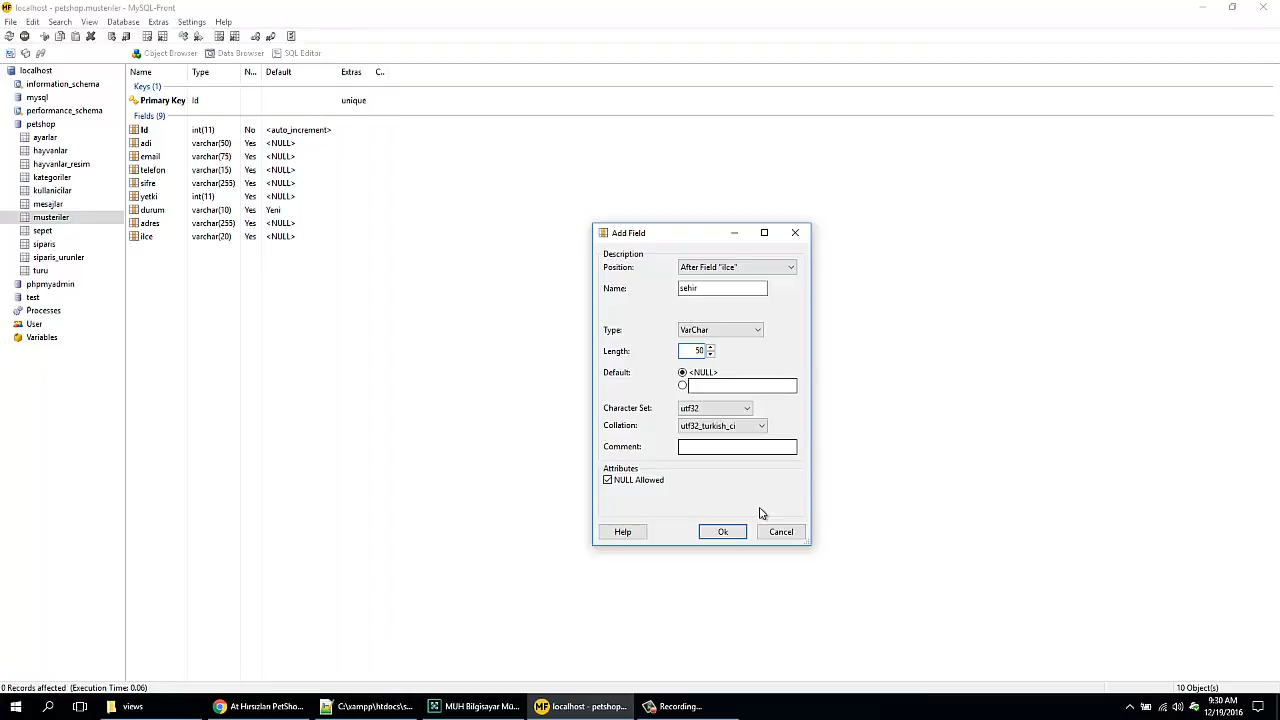 localhost - petshop.musteriler - MySQL-Front
File Edit Search View Database Extras Settings Help
Object Browser Data Browser SQL Editor
localhost
information_schema
mysql
performance_schema
petshop
ayarlar
hayvanlar
hayvanlar_resim
kategoriler
kullanicilar
mesajlar
musteriler
sepet
siparis
siparis_urunler
turu
phpmyadmin
test
Processes
User
Variables
Name Type N... Default Extras C..
Keys (1)
Primary Key Id unique
Fields (9)
Id int(11) No <auto_increment>
adi varchar(50) Yes <NULL>
email varchar(75) Yes <NULL>
telefon varchar(15) Yes <NULL>
sifre varchar(255) Yes <NULL>
yetki int(11) Yes <NULL>
durum varchar(10) Yes Yeni
adres varchar(255) Yes <NULL>
ilce varchar(20) Yes <NULL>
Add Field
Description
Position: After Field "ilce"
Name: sehir
Type: VarChar
Length: 50
Default: <NULL>
Character Set: utf32
Collation: utf32_turkish_ci
Comment:
Attributes
NULL Allowed
Help Ok Cancel
0 Records affected (Execution Time: 0.06) 10 Object(s)
views At Hırsızları PetSho... C:\xampp\htdocs\s... MUH Bilgisayar Mü... localhost - petshop... Recording...
9:30 AM
12/19/2016